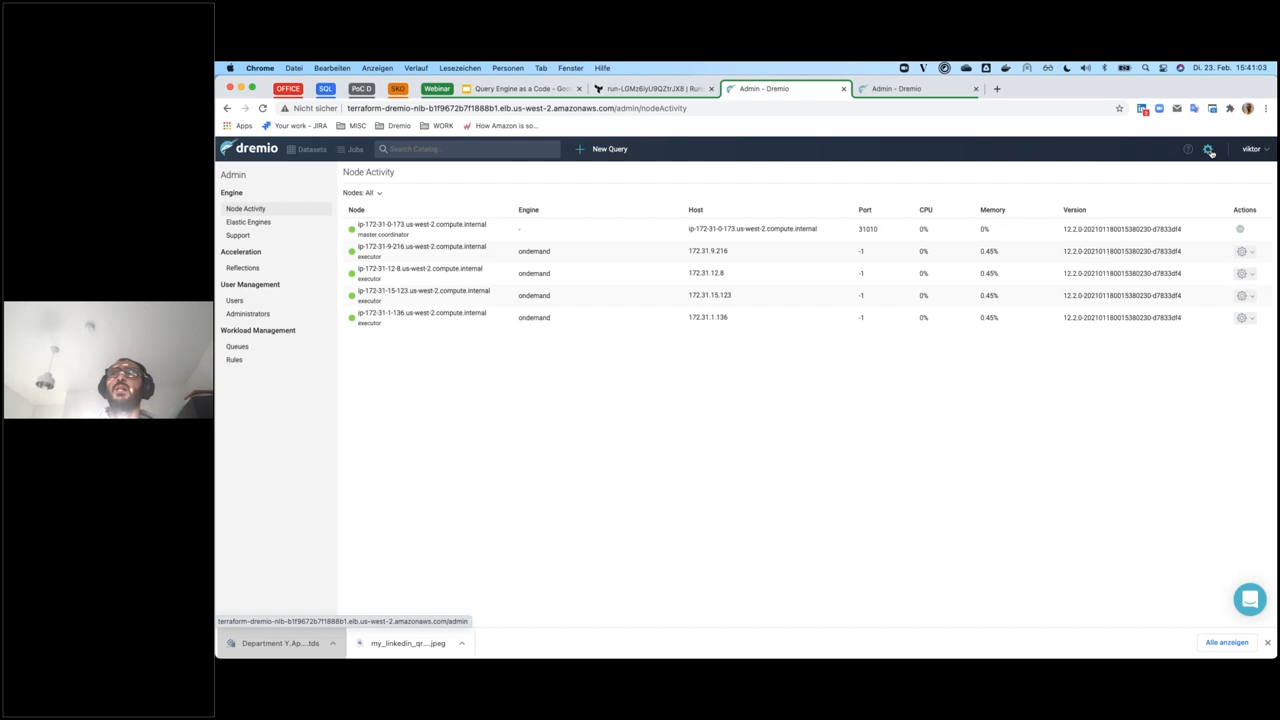 Chrome Datei Bearbeiten Anzeigen Verlauf Lesezeichen Personen Tab Fenster Hilfe Di. 23. Feb. 15:41:03
OFFICE SQL PoC D SKO Webinar Query Engine as a Code - Goo Admin - Dremio Admin - Dremio
Nicht sicher terraform-dremio-nlb-b1f9672b7f1888b1.elb.us-west-2.amazonaws.com/admin/nodeActivity
Apps Your work - JIRA MISC Dremio WORK How Amazon is so...
dremio Datasets Jobs Search Catalog... New Query viktor
Admin
Node Activity
Engine
Nodes: All
Node Activity
Elastic Engines
Support
Acceleration
Reflections
User Management
Users
Administrators
Workload Management
Queues
Rules
Node Engine Host Port CPU Memory Version Actions
ip-172-31-0-173.us-west-2.compute.internal - ip-172-31-0-173.us-west-2.compute.internal 31010 0% 0% 12.2.0-202101180015380230-d7833df4
master coordinator
ip-172-31-9-216.us-west-2.compute.internal ondemand 172.31.9.216 -1 0% 0.45% 12.2.0-202101180015380230-d7833df4
executor
ip-172-31-12-8.us-west-2.compute.internal ondemand 172.31.12.8 -1 0% 0.45% 12.2.0-202101180015380230-d7833df4
executor
ip-172-31-15-123.us-west-2.compute.internal ondemand 172.31.15.123 -1 0% 0.45% 12.2.0-202101180015380230-d7833df4
executor
ip-172-31-1-136.us-west-2.compute.internal ondemand 172.31.1.136 -1 0% 0.45% 12.2.0-202101180015380230-d7833df4
executor
terraform-dremio-nlb-b1f9672b7f1888b1.elb.us-west-2.amazonaws.com/admin
Department Y.Ap....tds my_linkedin_qr....jpeg Alle anzeigen